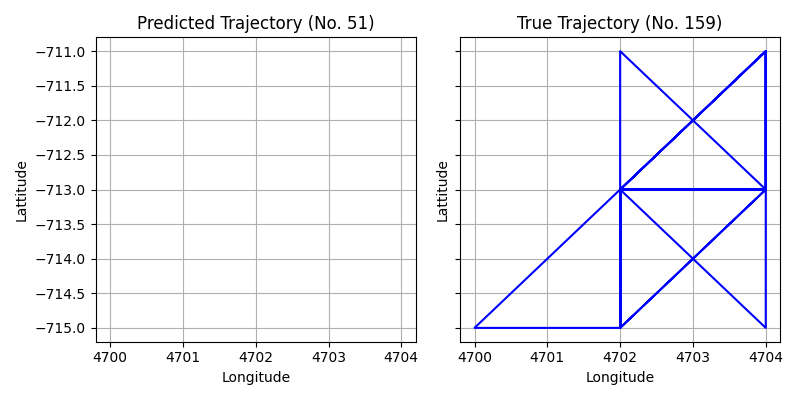 Predicted Trajectory (No. 51)
True Trajectory (No. 159)
Lattitude
−711.0
−711.5
−712.0
−712.5
−713.0
−713.5
−714.0
−714.5
−715.0
4700 4701 4702 4703 4704
Longitude
Lattitude
4700 4701 4702 4703 4704
Longitude